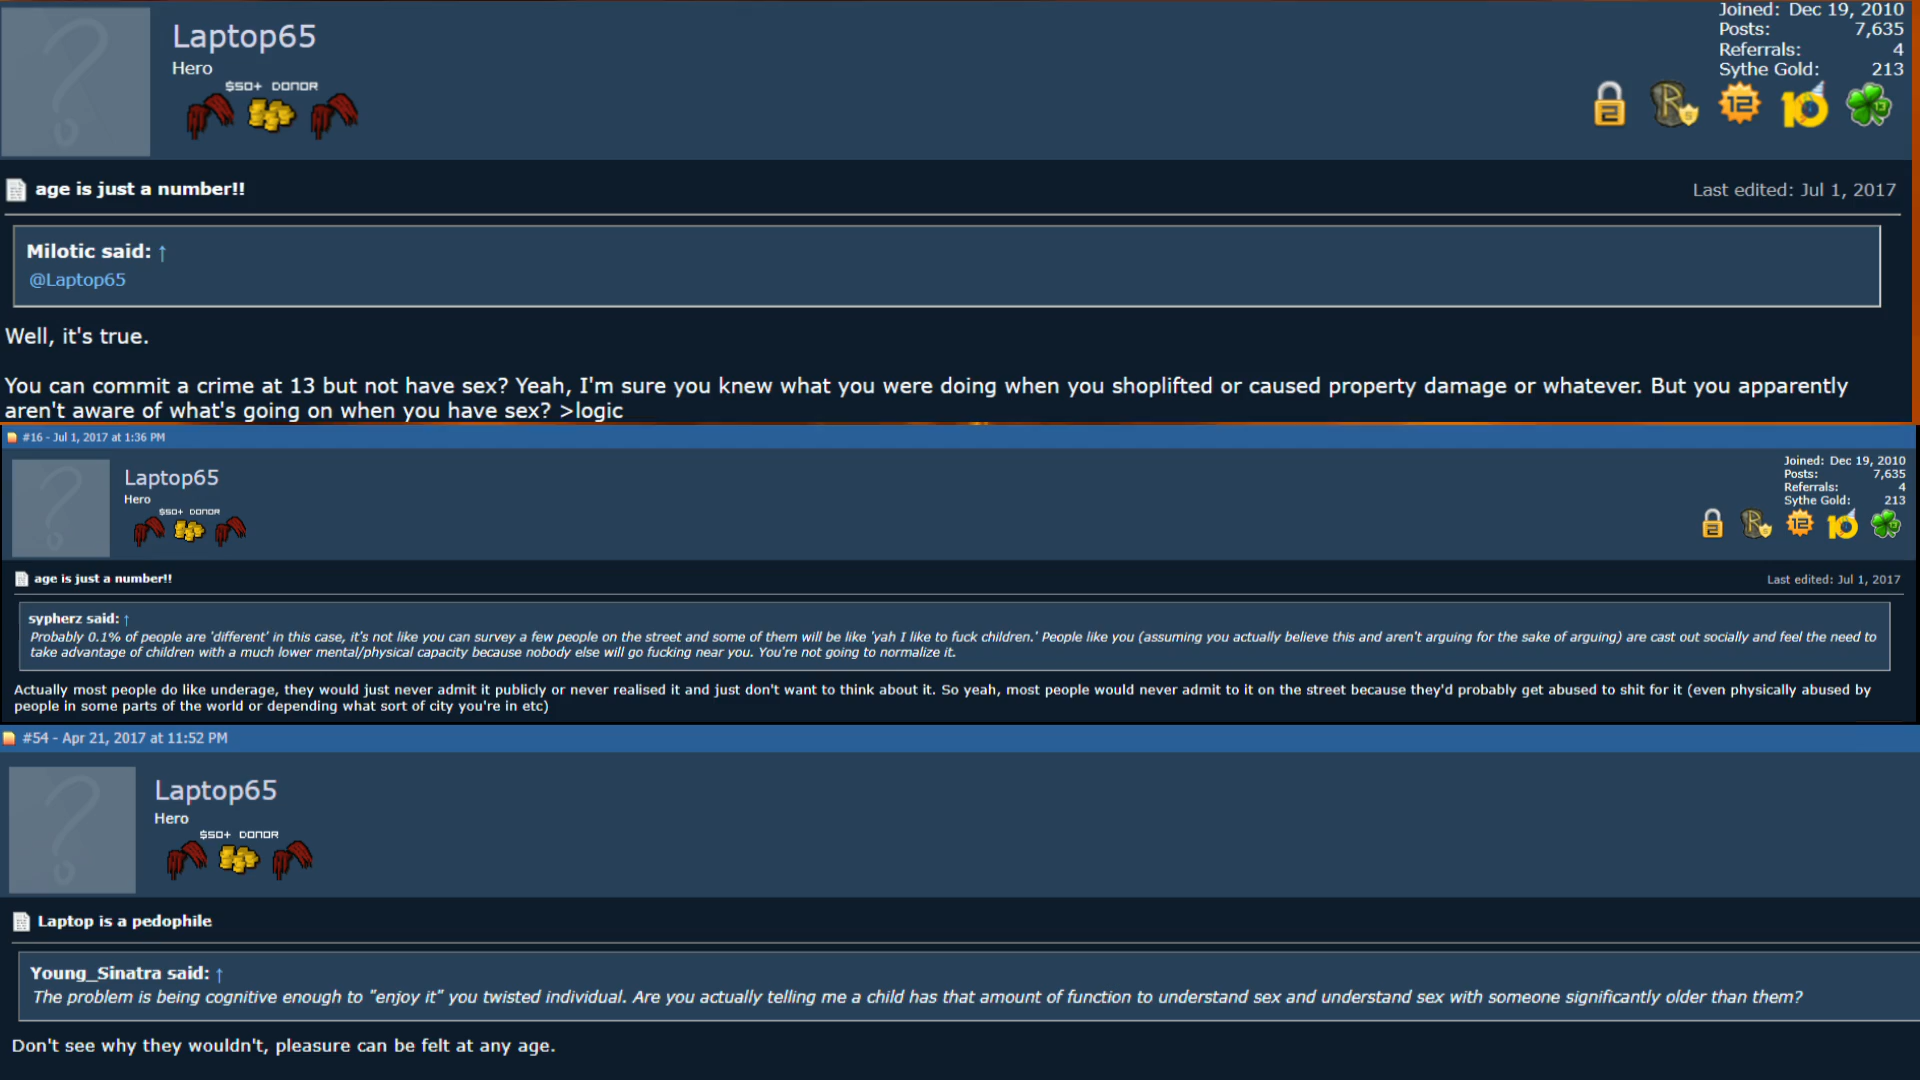 Laptop65
Hero
$50+ DONOR
Joined: Dec 19, 2010
Posts: 7,635
Referrals: 4
Sythe Gold: 213
2 R S 12 10 13
age is just a number!!
Last edited: Jul 1, 2017
Milotic said: ↑
@Laptop65
Well, it's true.
You can commit a crime at 13 but not have sex? Yeah, I'm sure you knew what you were doing when you shoplifted or caused property damage or whatever. But you apparently
aren't aware of what's going on when you have sex? >logic
#16 - Jul 1, 2017 at 1:36 PM
Laptop65
Hero
$50+ DONOR
Joined: Dec 19, 2010
Posts: 7,635
Referrals: 4
Sythe Gold: 213
2 R S 12 10
age is just a number!!
Last edited: Jul 1, 2017
sypherz said: ↑
Probably 0.1% of people are 'different' in this case, it's not like you can survey a few people on the street and some of them will be like 'yah I like to fuck children.' People like you (assuming you actually believe this and aren't arguing for the sake of arguing) are cast out socially and feel the need to
take advantage of children with a much lower mental/physical capacity because nobody else will go fucking near you. You're not going to normalize it.
Actually most people do like underage, they would just never admit it publicly or never realised it and just don't want to think about it. So yeah, most people would never admit to it on the street because they'd probably get abused to shit for it (even physically abused by
people in some parts of the world or depending what sort of city you're in etc)
#54 - Apr 21, 2017 at 11:52 PM
Laptop65
Hero
$50+ DONOR
Laptop is a pedophile
Young_Sinatra said: ↑
The problem is being cognitive enough to "enjoy it" you twisted individual. Are you actually telling me a child has that amount of function to understand sex and understand sex with someone significantly older than them?
Don't see why they wouldn't, pleasure can be felt at any age.